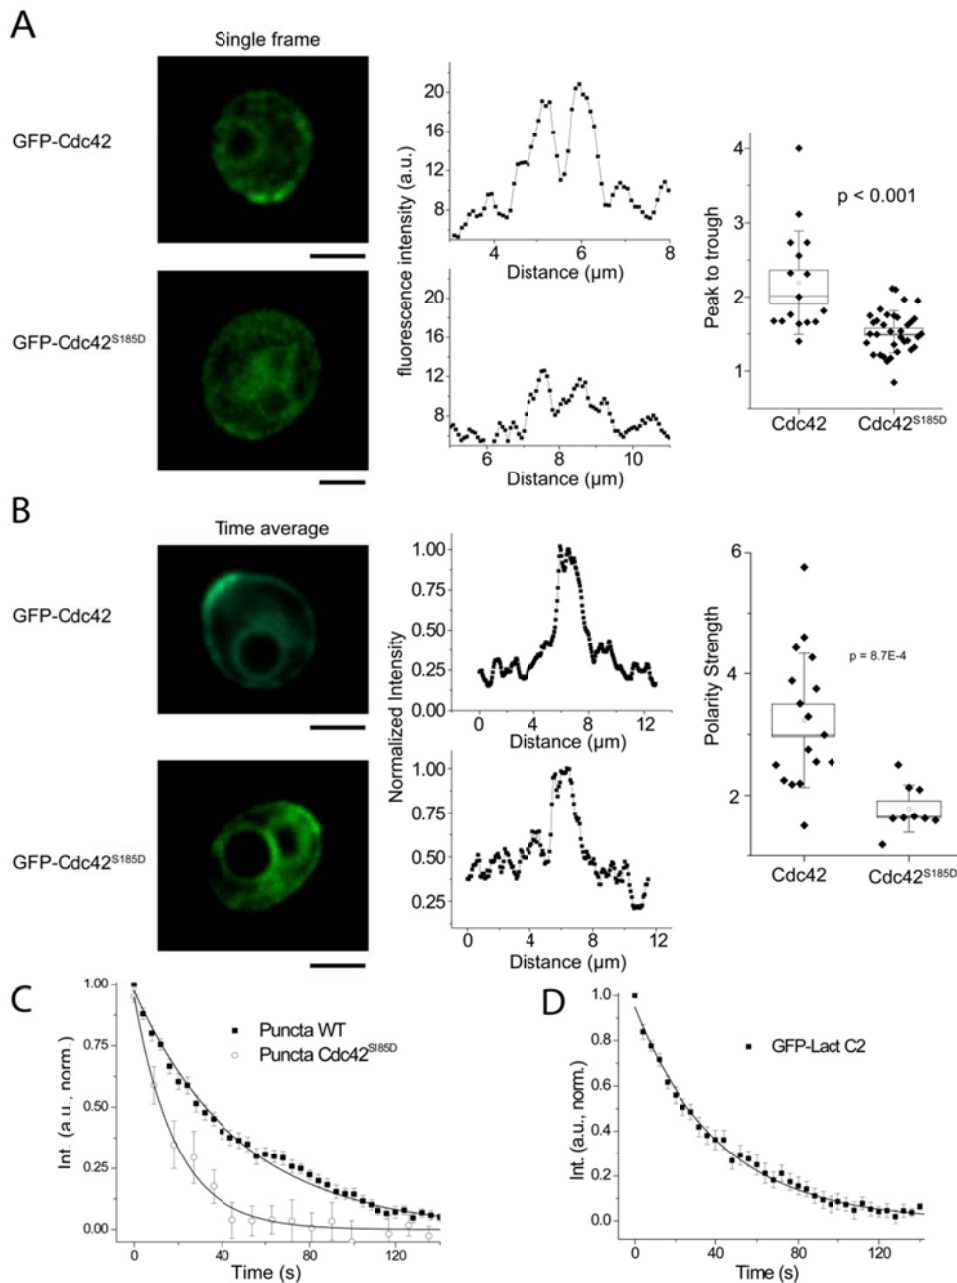 A
Single frame
GFP-Cdc42
GFP-Cdc42S185D
fluorescence intensity (a.u.)
20
16
12
8
4 6 8
Distance (µm)
20
16
12
8
6 8 10
Distance (µm)
Peak to trough
4
3
2
1
p < 0.001
Cdc42 Cdc42S185D
B
Time average
GFP-Cdc42
GFP-Cdc42S185D
Normalized Intensity
1.00
0.75
0.50
0.25
0.00
0 4 8 12
Distance (µm)
1.00
0.75
0.50
0.25
0 4 8 12
Distance (µm)
Polarity Strength
6
4
2
p = 8.7E-4
Cdc42 Cdc42S185D
C
Int. (a.u., norm.)
1.00
0.75
0.50
0.25
0.00
Puncta WT
Puncta Cdc42S185D
0 40 80 120
Time (s)
D
Int. (a.u., norm.)
1.0
0.8
0.6
0.4
0.2
0.0
GFP-Lact C2
0 40 80 120
Time (s)